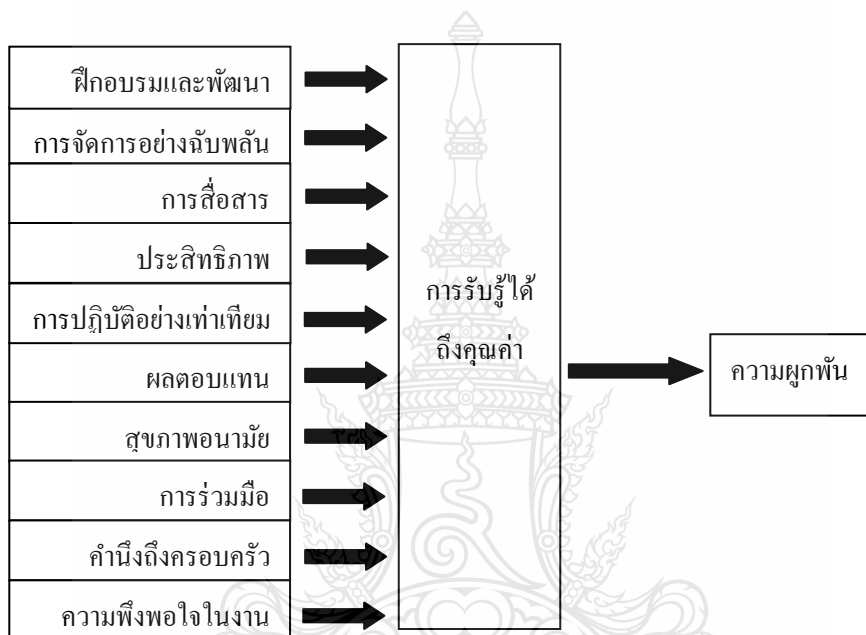 ฝึกอบรมและพัฒนา
การจัดการอย่างฉับพลัน
การสื่อสาร
ประสิทธิภาพ
การปฏิบัติอย่างเท่าเทียม
ผลตอบแทน
สุขภาพอนามัย
การร่วมมือ
คำนึงถึงครอบครัว
ความพึงพอใจในงาน
การรับรู้ได้
ถึงคุณค่า
ความผูกพัน